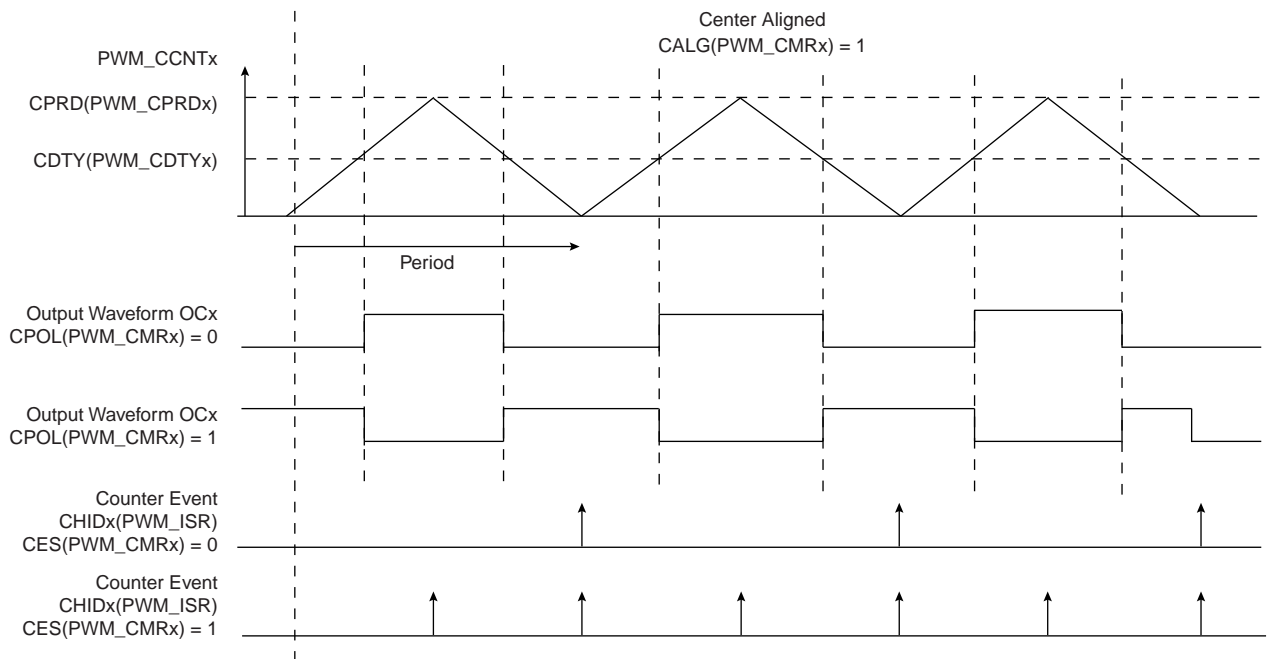 Center Aligned
CALG(PWM_CMRx) = 1
PWM_CCNTx
CPRD(PWM_CPRDx)
CDTY(PWM_CDTYx)
Period
Output Waveform OCx
CPOL(PWM_CMRx) = 0
Output Waveform OCx
CPOL(PWM_CMRx) = 1
Counter Event
CHIDx(PWM_ISR)
CES(PWM_CMRx) = 0
Counter Event
CHIDx(PWM_ISR)
CES(PWM_CMRx) = 1